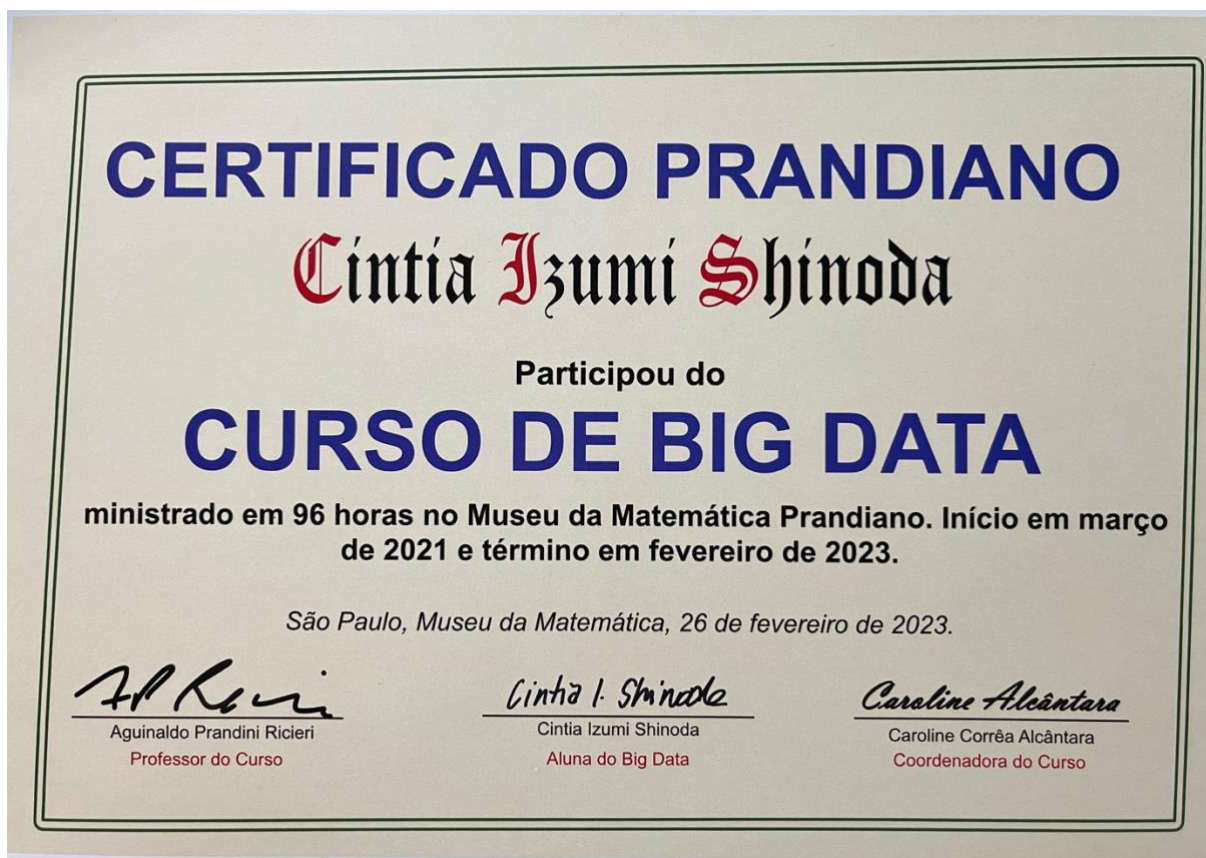 CERTIFICADO PRANDIANO
Cintia Izumi Shinoda
Participou do
CURSO DE BIG DATA
ministrado em 96 horas no Museu da Matemática Prandiano. Início em março
de 2021 e término em fevereiro de 2023.
São Paulo, Museu da Matemática, 26 de fevereiro de 2023.
Cintia I. Shinoda
Caroline Alcântara
Aguinaldo Prandini Ricieri
Cintia Izumi Shinoda
Caroline Corrêa Alcântara
Professor do Curso
Aluna do Big Data
Coordenadora do Curso